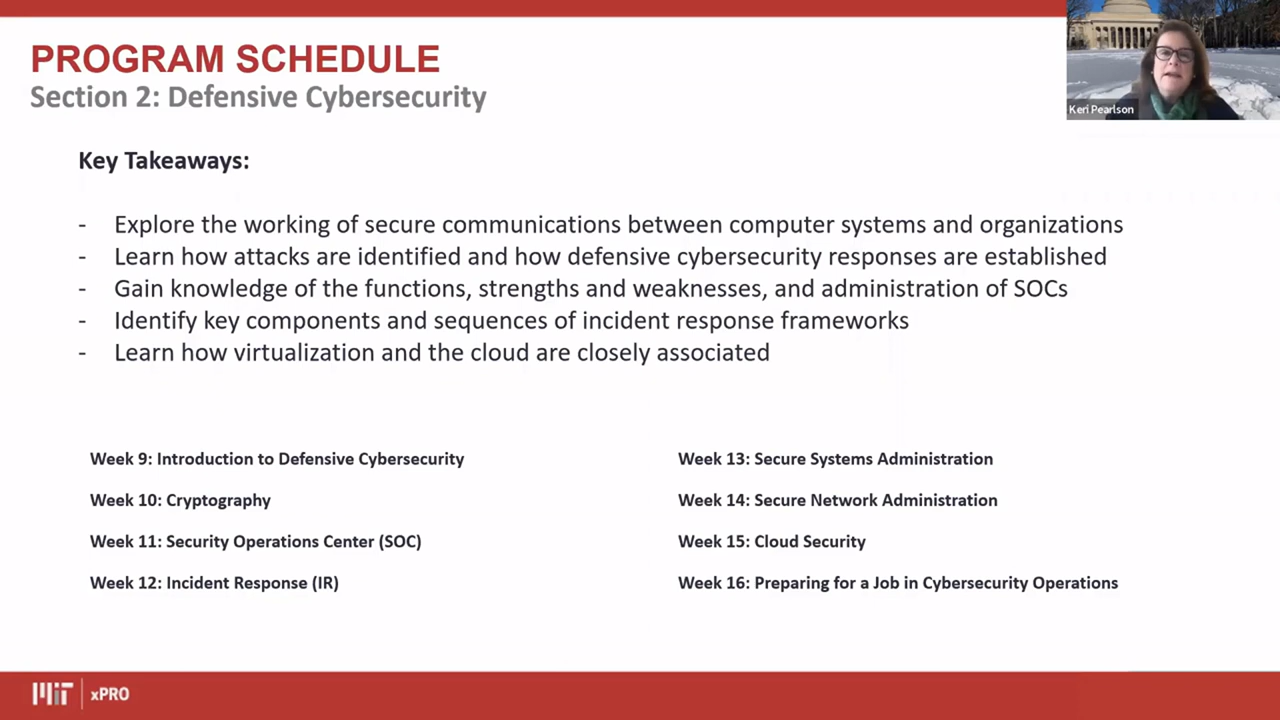 PROGRAM SCHEDULE
Section 2: Defensive Cybersecurity
Keri Pearlson
Key Takeaways:
- Explore the working of secure communications between computer systems and organizations
- Learn how attacks are identified and how defensive cybersecurity responses are established
- Gain knowledge of the functions, strengths and weaknesses, and administration of SOCs
- Identify key components and sequences of incident response frameworks
- Learn how virtualization and the cloud are closely associated
Week 9: Introduction to Defensive Cybersecurity
Week 10: Cryptography
Week 11: Security Operations Center (SOC)
Week 12: Incident Response (IR)
Week 13: Secure Systems Administration
Week 14: Secure Network Administration
Week 15: Cloud Security
Week 16: Preparing for a Job in Cybersecurity Operations
MIT xPRO